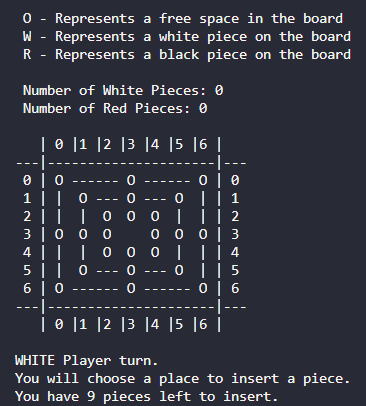 O - Represents a free space in the board
W - Represents a white piece on the board
R - Represents a black piece on the board
Number of White Pieces: 0
Number of Red Pieces: 0
    | 0 |1 |2 |3 |4 |5 |6 |
---|---------------------|---
 0 | O ------ O ------ O | 0
 1 | |  O --- O --- O  | | 1
 2 | |  |  O  O  O  |  | | 2
 3 | O  O  O     O  O  O | 3
 4 | |  |  O  O  O  |  | | 4
 5 | |  O --- O --- O  | | 5
 6 | O ------ O ------ O | 6
---|---------------------|---
    | 0 |1 |2 |3 |4 |5 |6 |
WHITE Player turn.
You will choose a place to insert a piece.
You have 9 pieces left to insert.